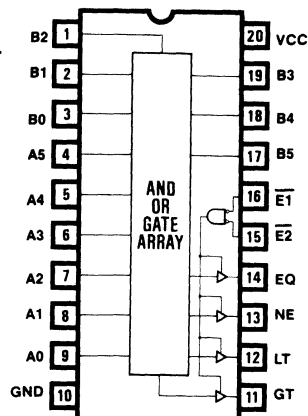 B2 1 20 VCC
B1 2 19 B3
B0 3 18 B4
A5 4 17 B5
A4 5 16 E1
A3 6 15 E2
A2 7 14 EQ
A1 8 13 NE
A0 9 12 LT
GND 10 11 GT
AND
OR
GATE
ARRAY